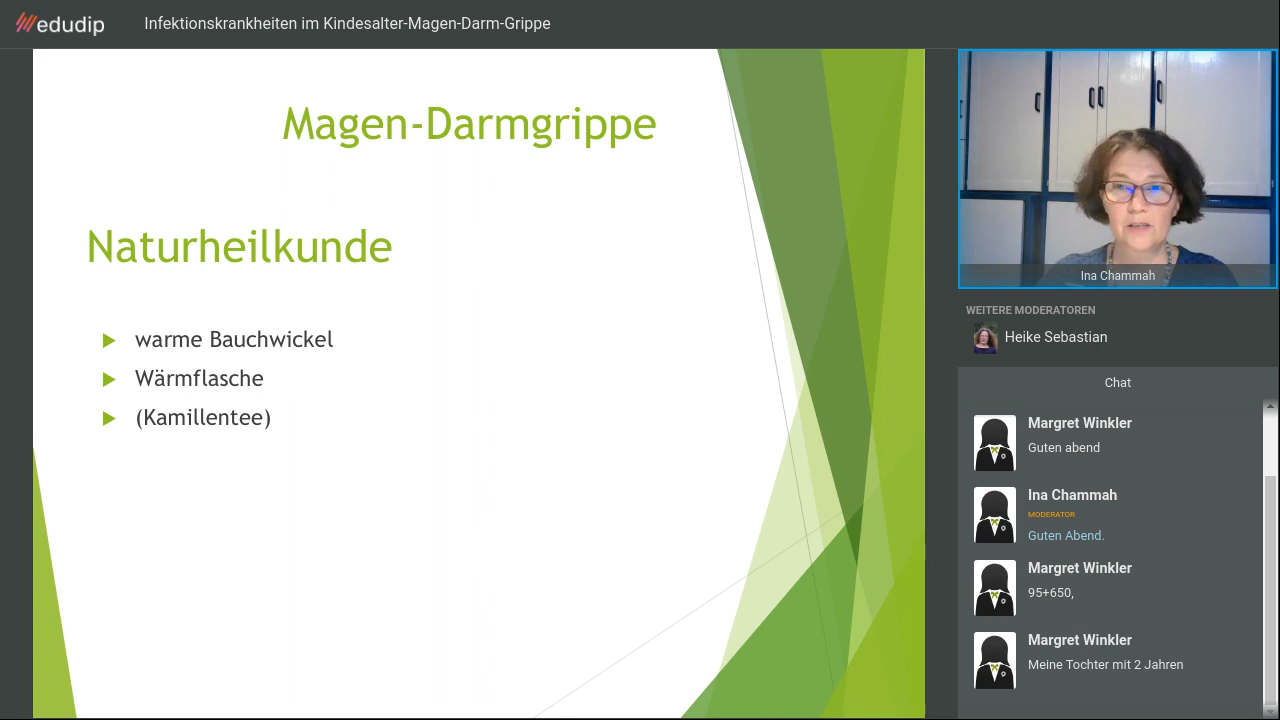 edudip
Infektionskrankheiten im Kindesalter-Magen-Darm-Grippe
Magen-Darmgrippe
Naturheilkunde
warme Bauchwickel
Wärmflasche
(Kamillentee)
Ina Chammah
WEITERE MODERATOREN
Heike Sebastian
Chat
Margret Winkler
Guten abend
Ina Chammah
MODERATOR
Guten Abend.
Margret Winkler
95+650,
Margret Winkler
Meine Tochter mit 2 Jahren